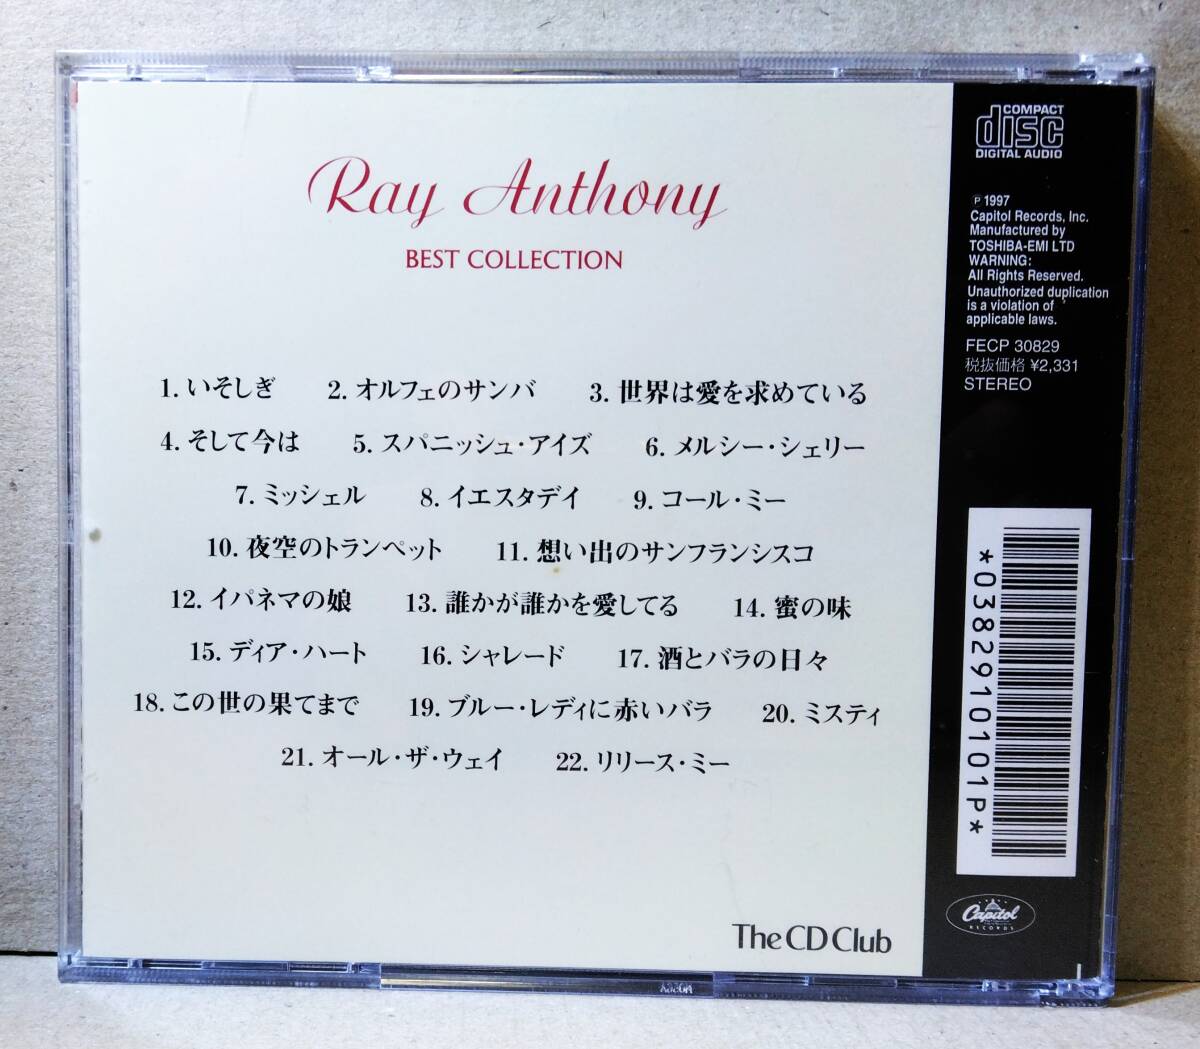 Ray Anthony
BEST COLLECTION
1. いそしぎ 2. オルフェのサンバ 3. 世界は愛を求めている
4. そして今は 5. スパニッシュ・アイズ 6. メルシー・シェリー
7. ミッシェル 8. イエスタデイ 9. コール・ミー
10. 夜空のトランペット 11. 想い出のサンフランシスコ
12. イパネマの娘 13. 誰かが誰かを愛してる 14. 蜜の味
15. ディア・ハート 16. シャレード 17. 酒とバラの日々
18. この世の果てまで 19. ブルー・レディに赤いバラ 20. ミスティ
21. オール・ザ・ウェイ 22. リリース・ミー
The CD Club
COMPACT
disc
DIGITAL AUDIO
℗1997
Capitol Records, Inc.
Manufactured by
TOSHIBA-EMI LTD
WARNING:
All Rights Reserved.
Unauthorized duplication
is a violation of
applicable laws.
FECP 30829
税抜価格 ¥2,331
STEREO
*0382910101P*
Capitol
RECORDS